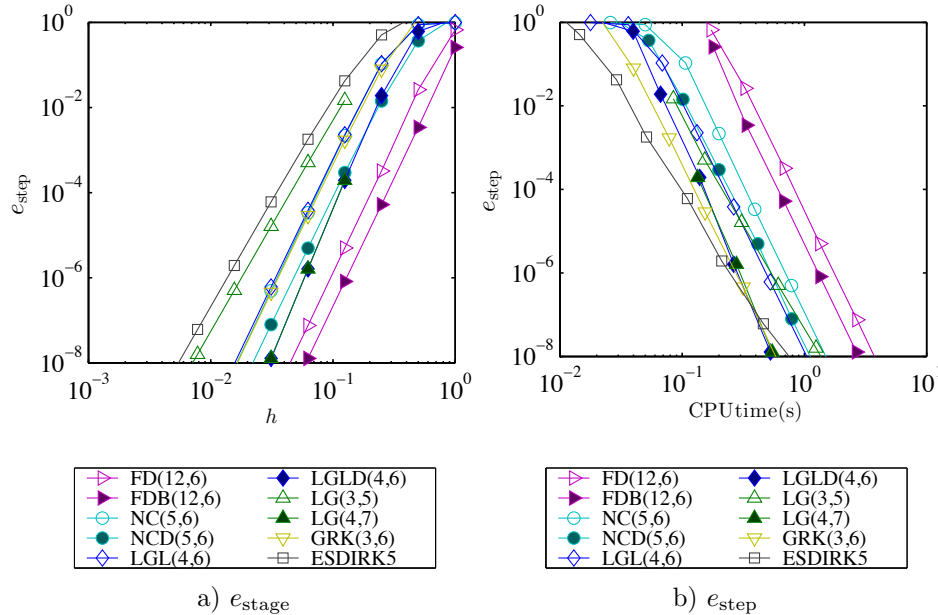 10^0
10^-2
10^-4
10^-6
10^-8
e_step
10^-3
10^-2
10^-1
10^0
h
10^0
10^-2
10^-4
10^-6
10^-8
e_step
10^-2
10^-1
10^0
10^1
CPUtime(s)
FD(12,6)
FDB(12,6)
NC(5,6)
NCD(5,6)
LGL(4,6)
LGLD(4,6)
LG(3,5)
LG(4,7)
GRK(3,6)
ESDIRK5
FD(12,6)
FDB(12,6)
NC(5,6)
NCD(5,6)
LGL(4,6)
LGLD(4,6)
LG(3,5)
LG(4,7)
GRK(3,6)
ESDIRK5
a) e_stage
b) e_step